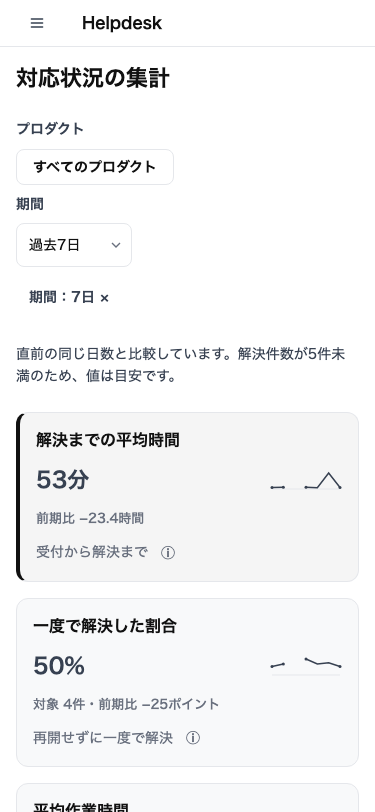 Helpdesk
対応状況の集計
プロダクト
すべてのプロダクト
期間
過去7日
期間：7日 ×
直前の同じ日数と比較しています。解決件数が5件未
満のため、値は目安です。
解決までの平均時間
53分
前期比 −23.4時間
受付から解決まで ⓘ
一度で解決した割合
50%
対象 4件・前期比 −25ポイント
再開せずに一度で解決 ⓘ
平均作業時間